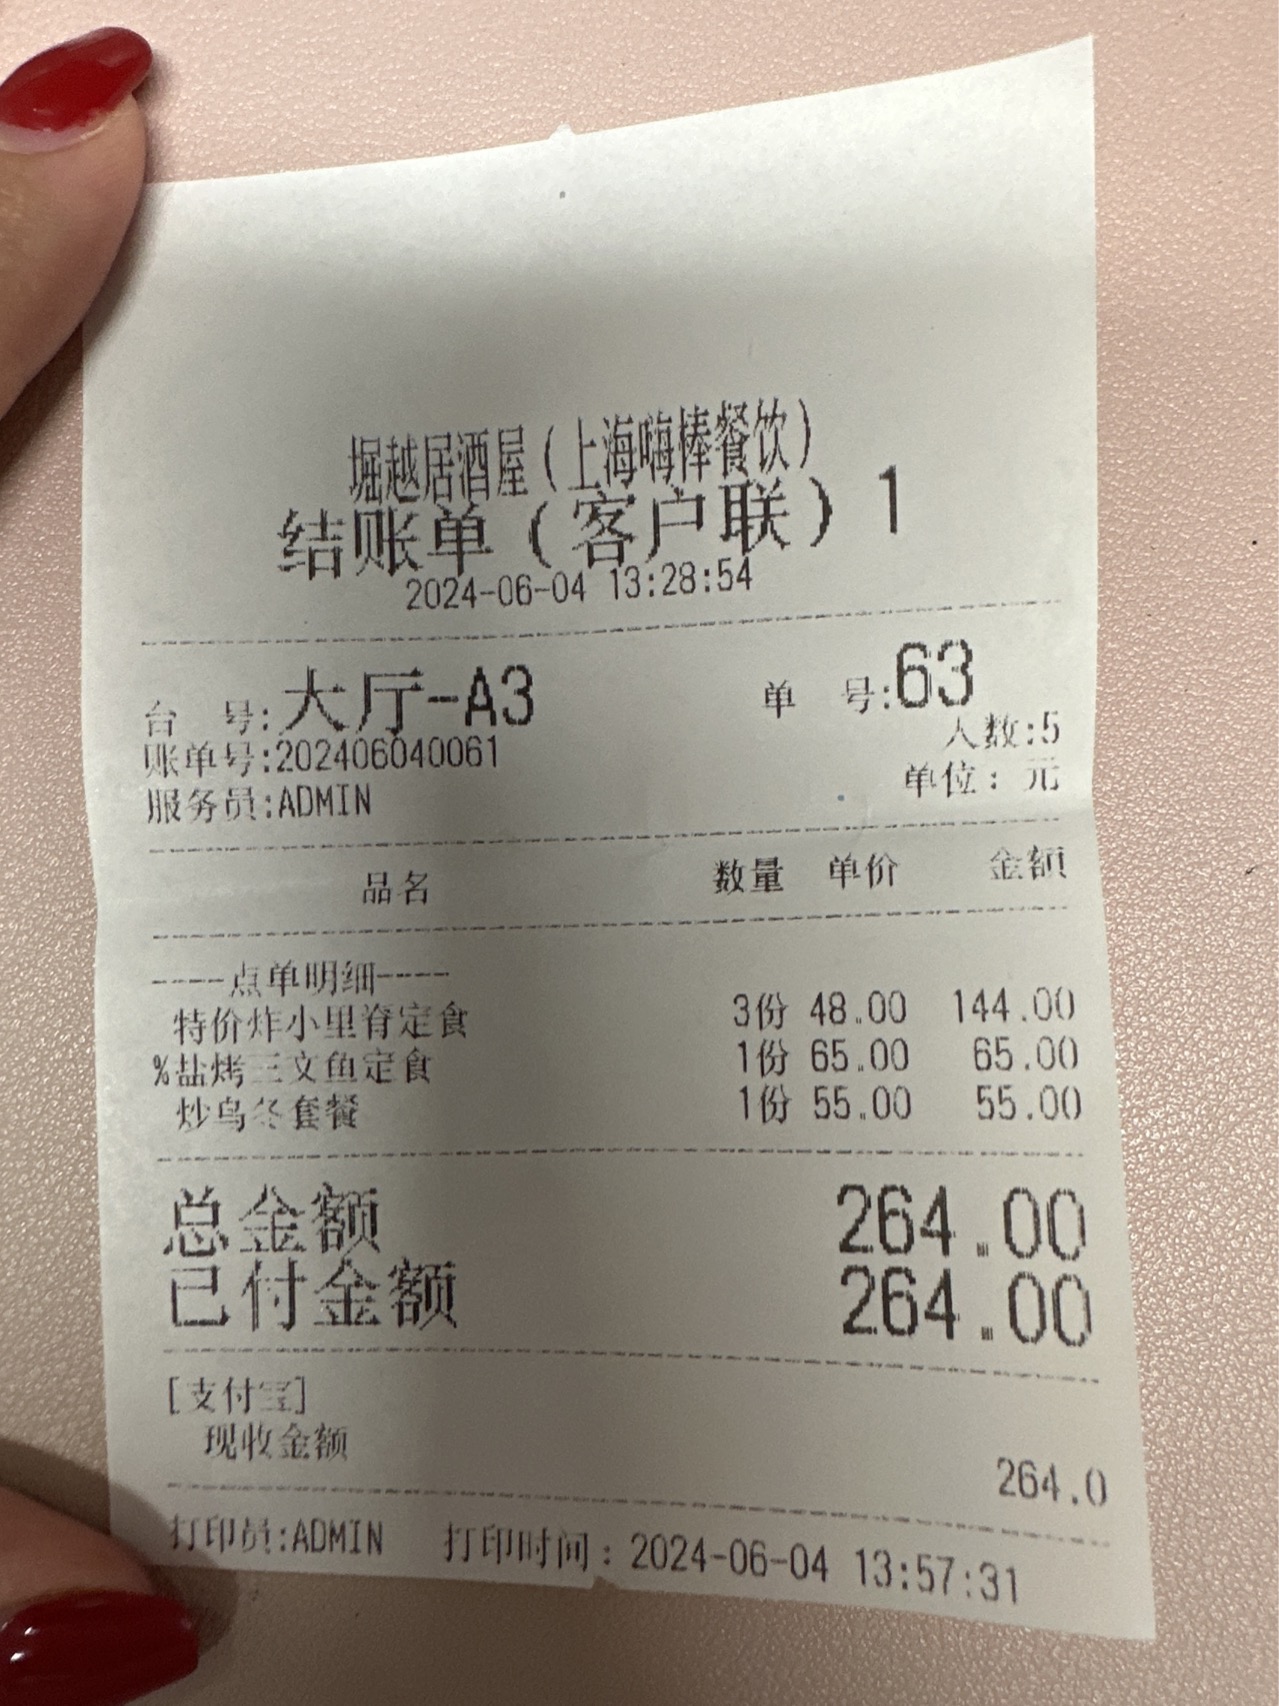 堀越居酒屋(上海嗨棒餐饮)
结账单(客户联)1
2024-06-04 13:28:54
台 号:大厅-A3 单 号:63
账单号:202406040061 人数:5
服务员:ADMIN 单位: 元
品名 数量 单价 金额
----点单明细----
特价炸小里脊定食 3份 48.00 144.00
%盐烤三文鱼定食 1份 65.00 65.00
炒乌冬套餐 1份 55.00 55.00
总金额 264.00
已付金额 264.00
[支付宝]
现收金额 264.0
打印员:ADMIN 打印时间: 2024-06-04 13:57:31